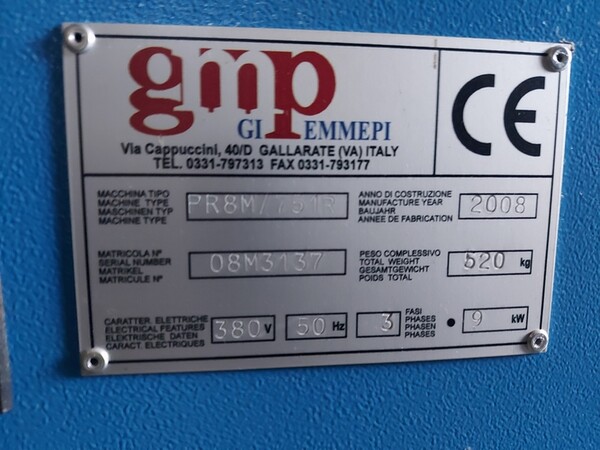 gmp
GI EMMEPI
CE
Via Cappuccini, 40/D GALLARATE (VA) ITALY
TEL. 0331-797313 FAX 0331-793177
MACCHINA TIPO
MACHINE TYPE
MASCHINEN TYP
MACHINE TYPE
ANNO DI COSTRUZIONE
MANUFACTURE YEAR
BAUJAHR
ANNEE DE FABRICATION
2008
MATRICOLA N°
SERIAL NUMBER
MATRIKEL
MATRICULE N°
08M3137
PESO COMPLESSIVO
TOTAL WEIGHT
GESAMTGEWICHT
POIDS TOTAL
520 kg
CARATTER. ELETTRICHE
ELECTRICAL FEATURES
ELEKTRISCHE DATEN
CARACT ELECTRIQUES
380 V 50 Hz 3
FASI
PHASES
PHASEN
PHASES
9 kW